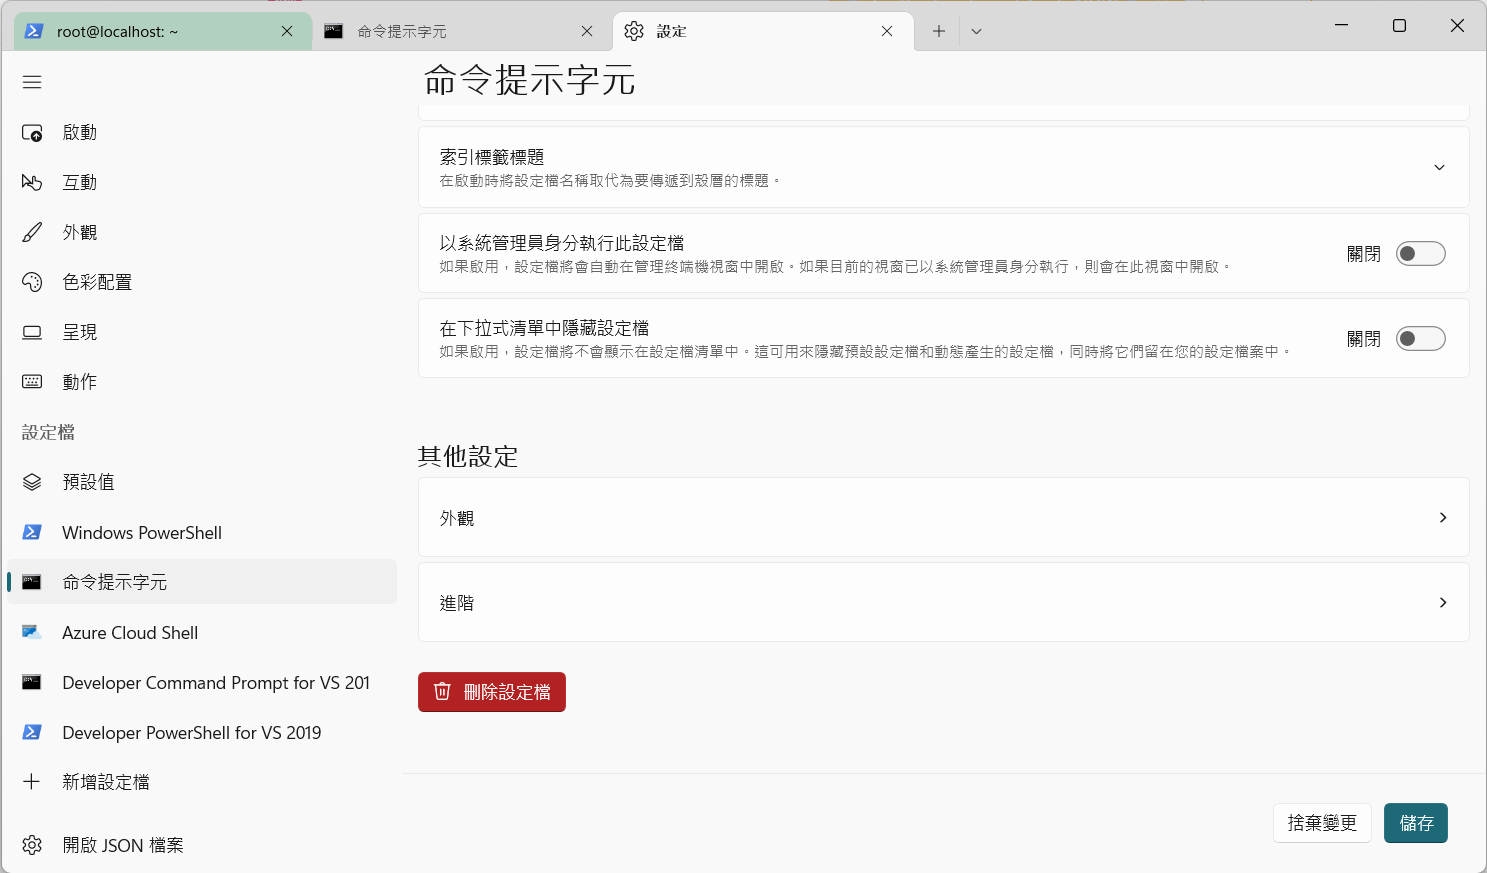 root@localhost: ~
命令提示字元
設定
啟動
互動
外觀
色彩配置
呈現
動作
設定檔
預設值
Windows PowerShell
命令提示字元
Azure Cloud Shell
Developer Command Prompt for VS 201
Developer PowerShell for VS 2019
新增設定檔
開啟 JSON 檔案
命令提示字元
索引標籤標題
在啟動時將設定檔名稱取代為要傳遞到殼層的標題。
以系統管理員身分執行此設定檔
如果啟用，設定檔將會自動在管理終端機視窗中開啟。如果目前的視窗已以系統管理員身分執行，則會在此視窗中開啟。
關閉
在下拉式清單中隱藏設定檔
如果啟用，設定檔將不會顯示在設定檔清單中。這可用來隱藏預設設定檔和動態產生的設定檔，同時將它們留在您的設定檔案中。
關閉
其他設定
外觀
進階
刪除設定檔
捨棄變更
儲存